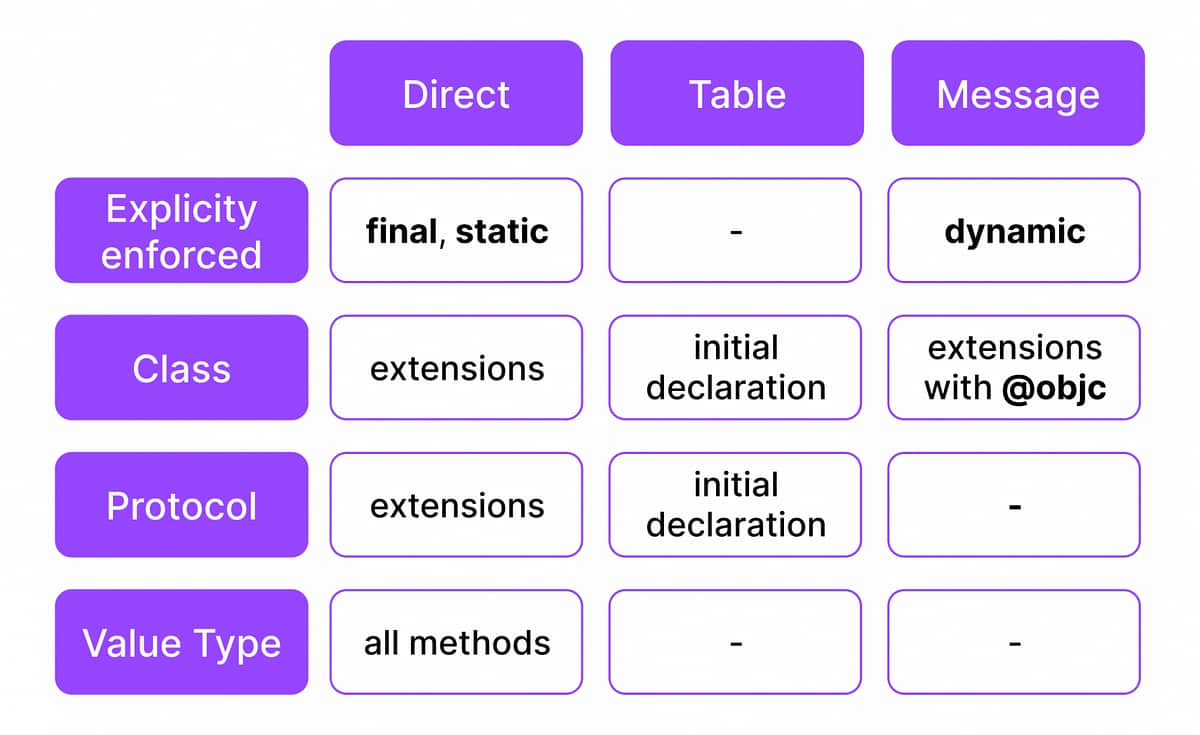 Direct
Table
Message
Explicity
enforced
final, static
-
dynamic
Class
extensions
initial
declaration
extensions
with @objc
Protocol
extensions
initial
declaration
-
Value Type
all methods
-
-